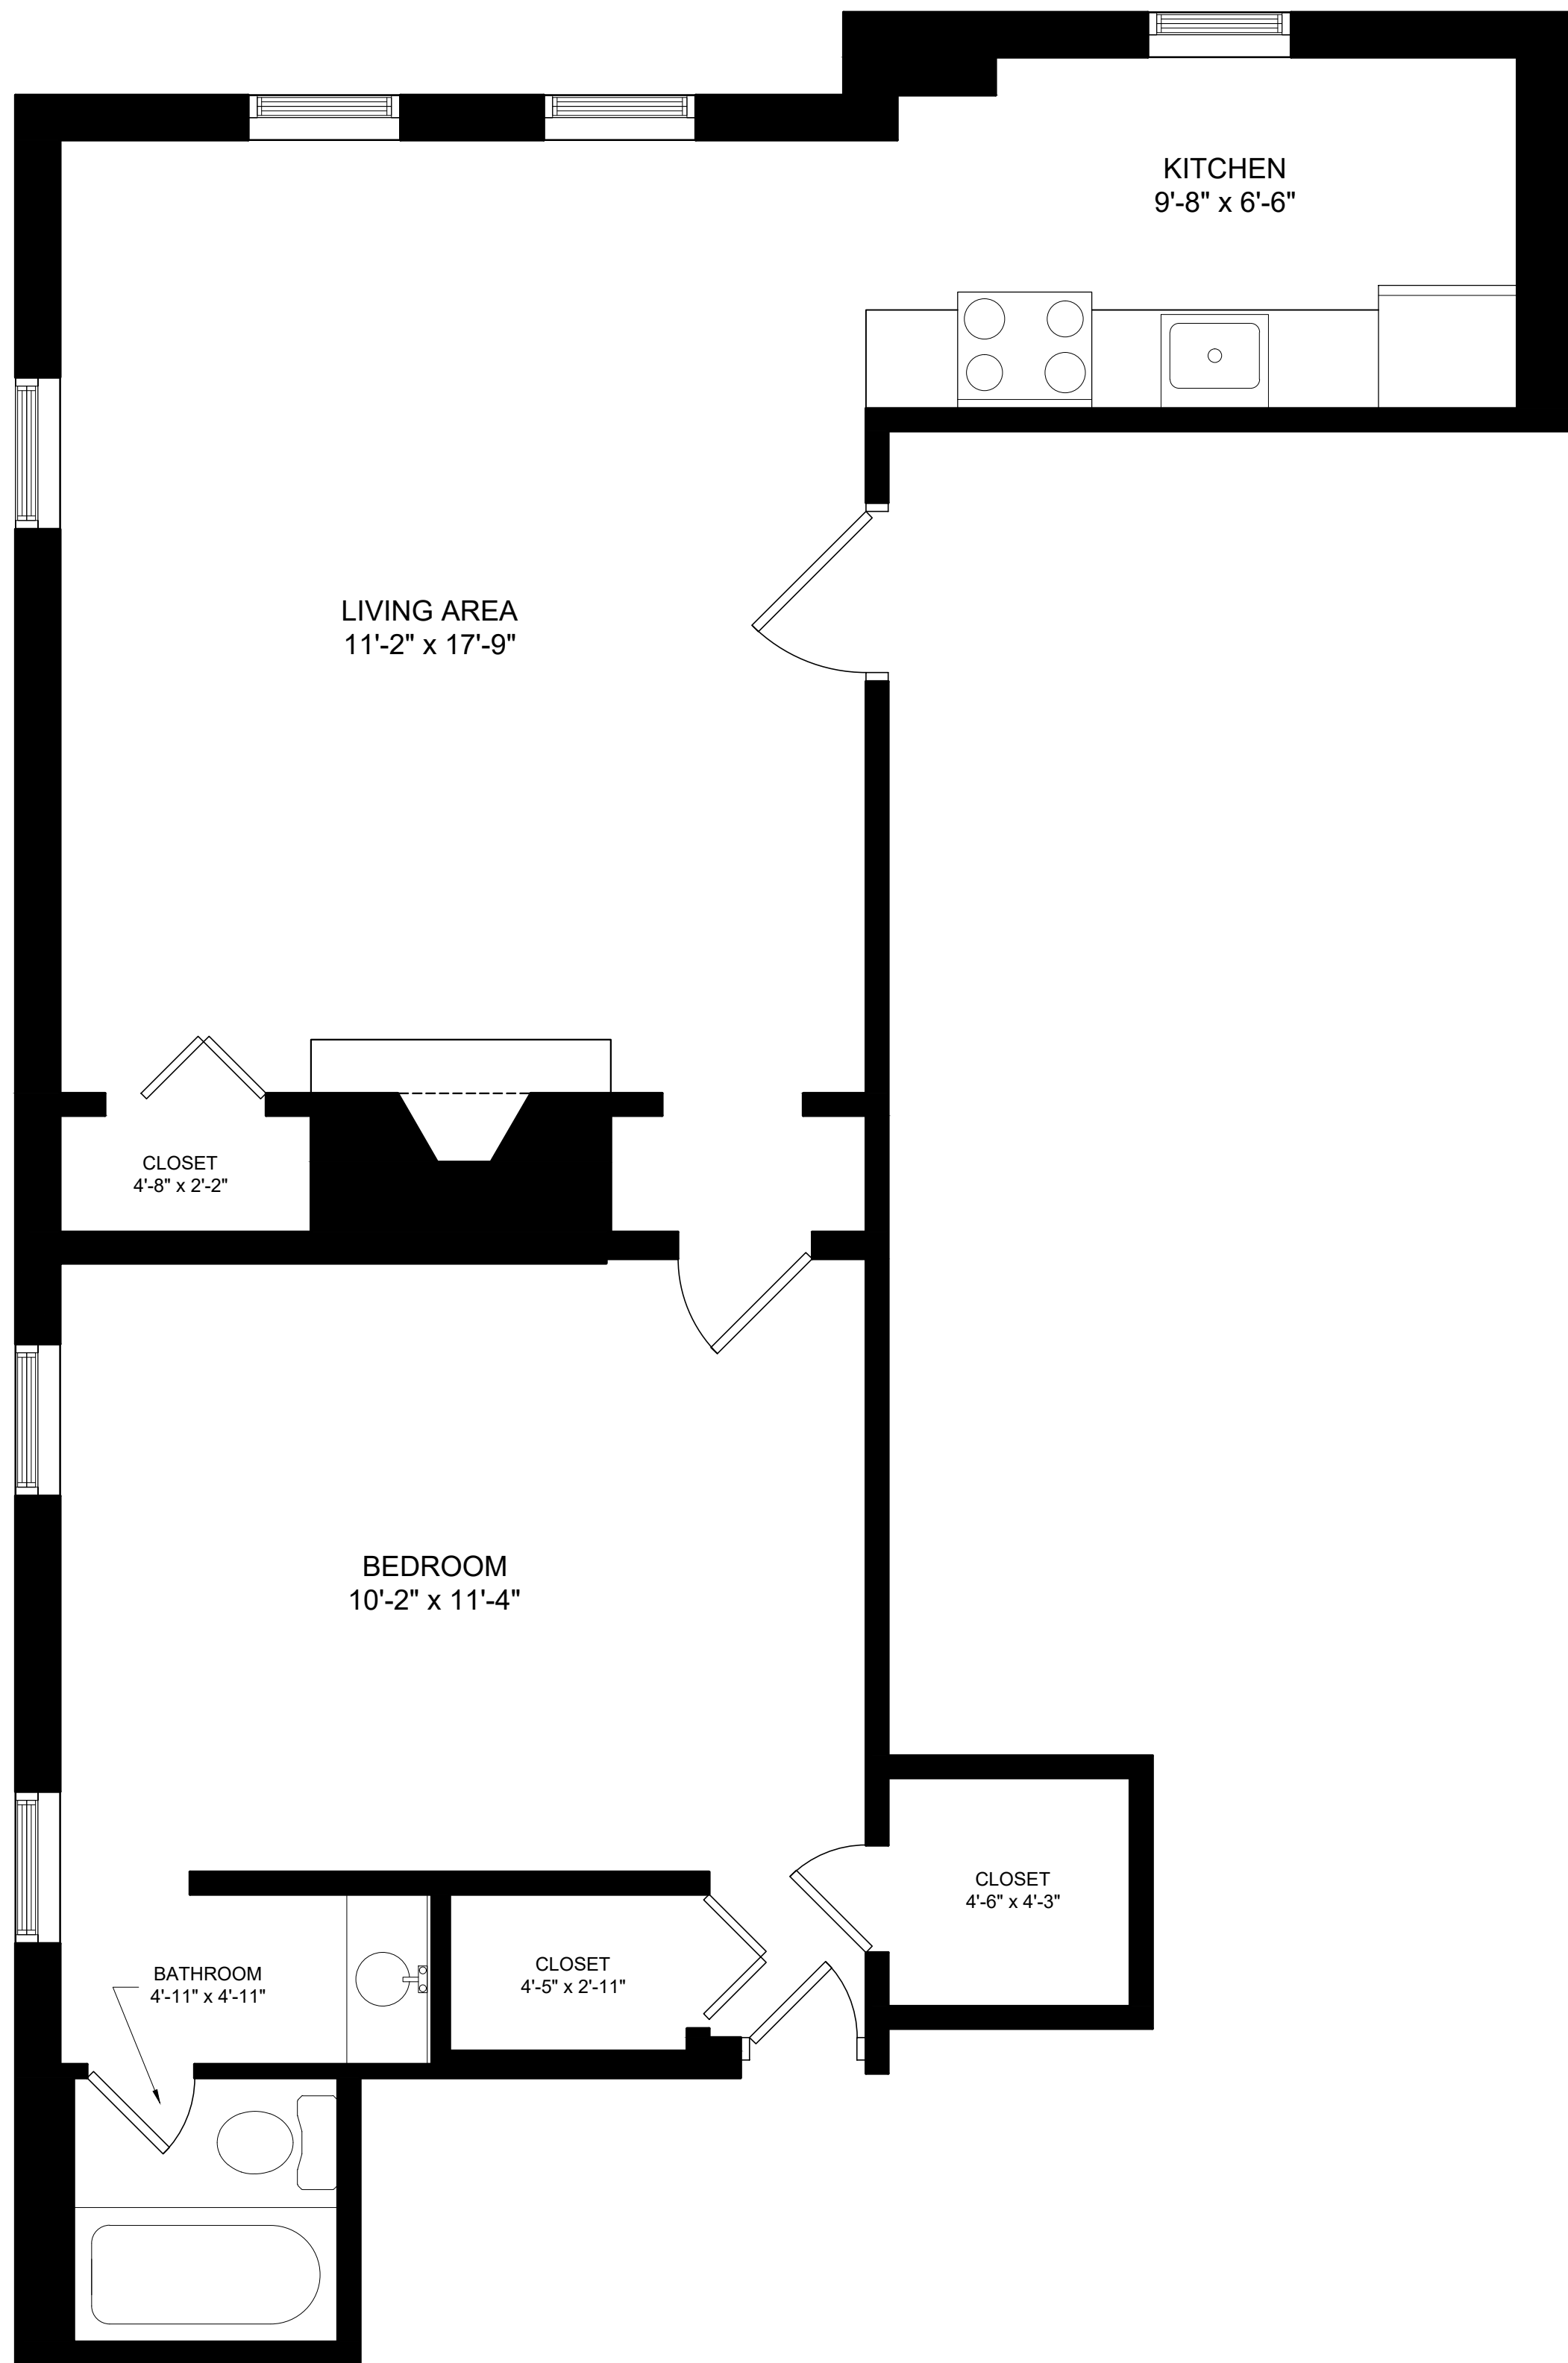 KITCHEN
9'-8" x 6'-6"
LIVING AREA
11'-2" x 17'-9"
CLOSET
4'-8" x 2'-2"
BEDROOM
10'-2" x 11'-4"
CLOSET
4'-6" x 4'-3"
CLOSET
4'-5" x 2'-11"
BATHROOM
4'-11" x 4'-11"